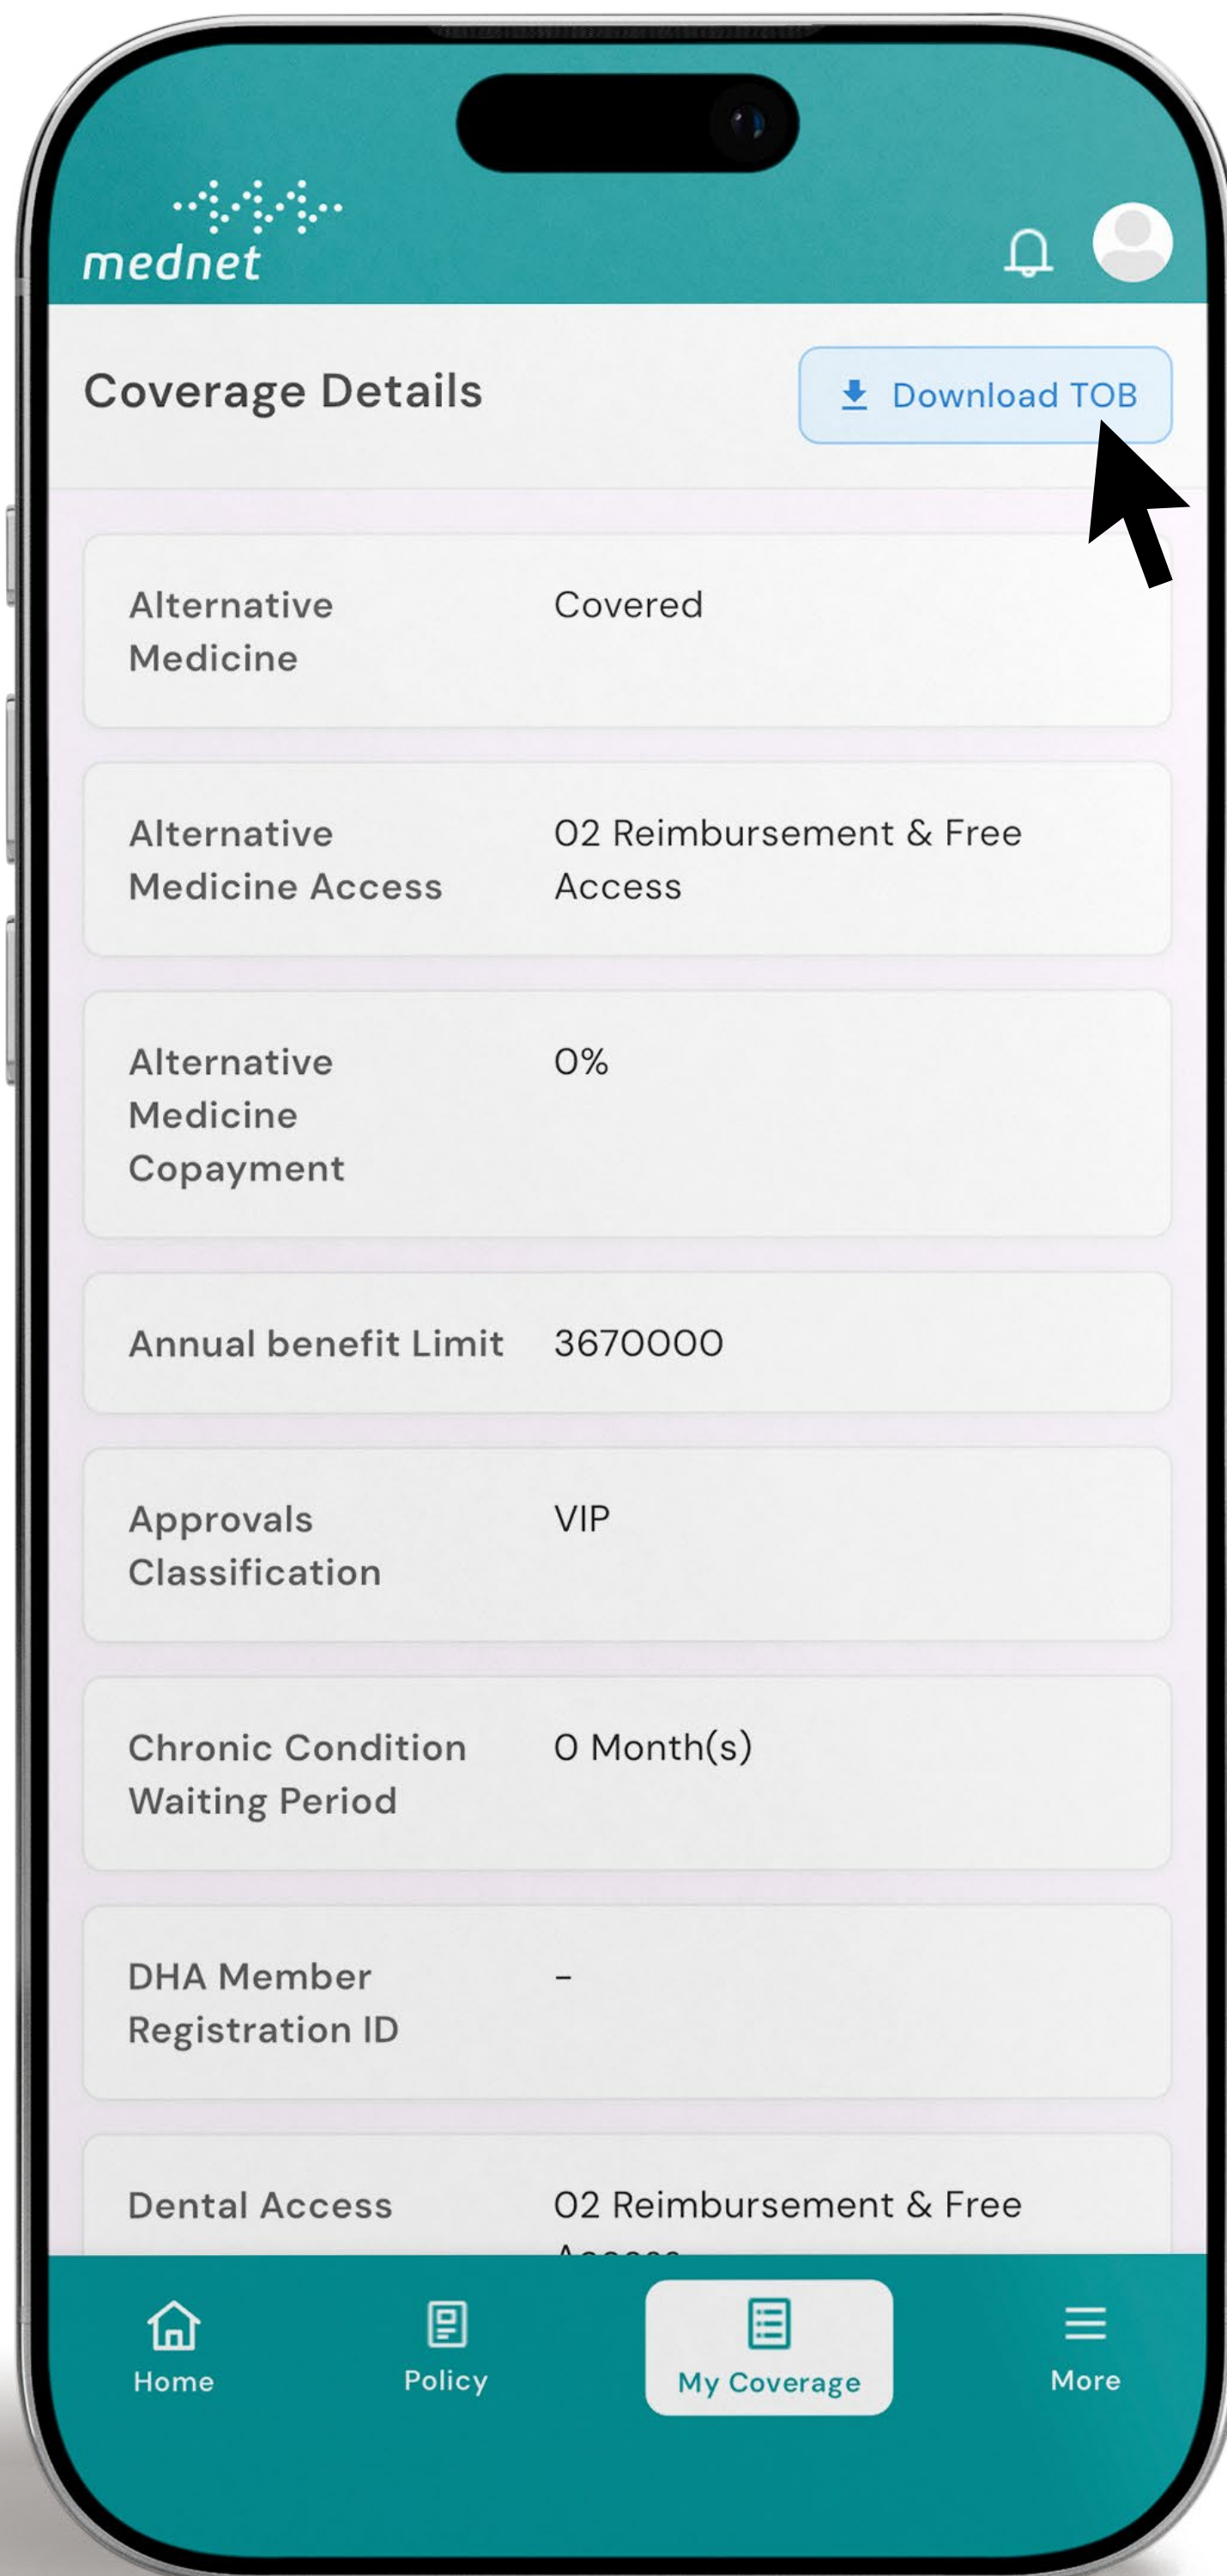 mednet
Coverage Details
Download TOB
Alternative
Medicine
Covered
Alternative
Medicine Access
02 Reimbursement & Free
Access
Alternative
Medicine
Copayment
0%
Annual benefit Limit
3670000
Approvals
Classification
VIP
Chronic Condition
Waiting Period
0 Month(s)
DHA Member
Registration ID
-
Dental Access
02 Reimbursement & Free
Home
Policy
My Coverage
More